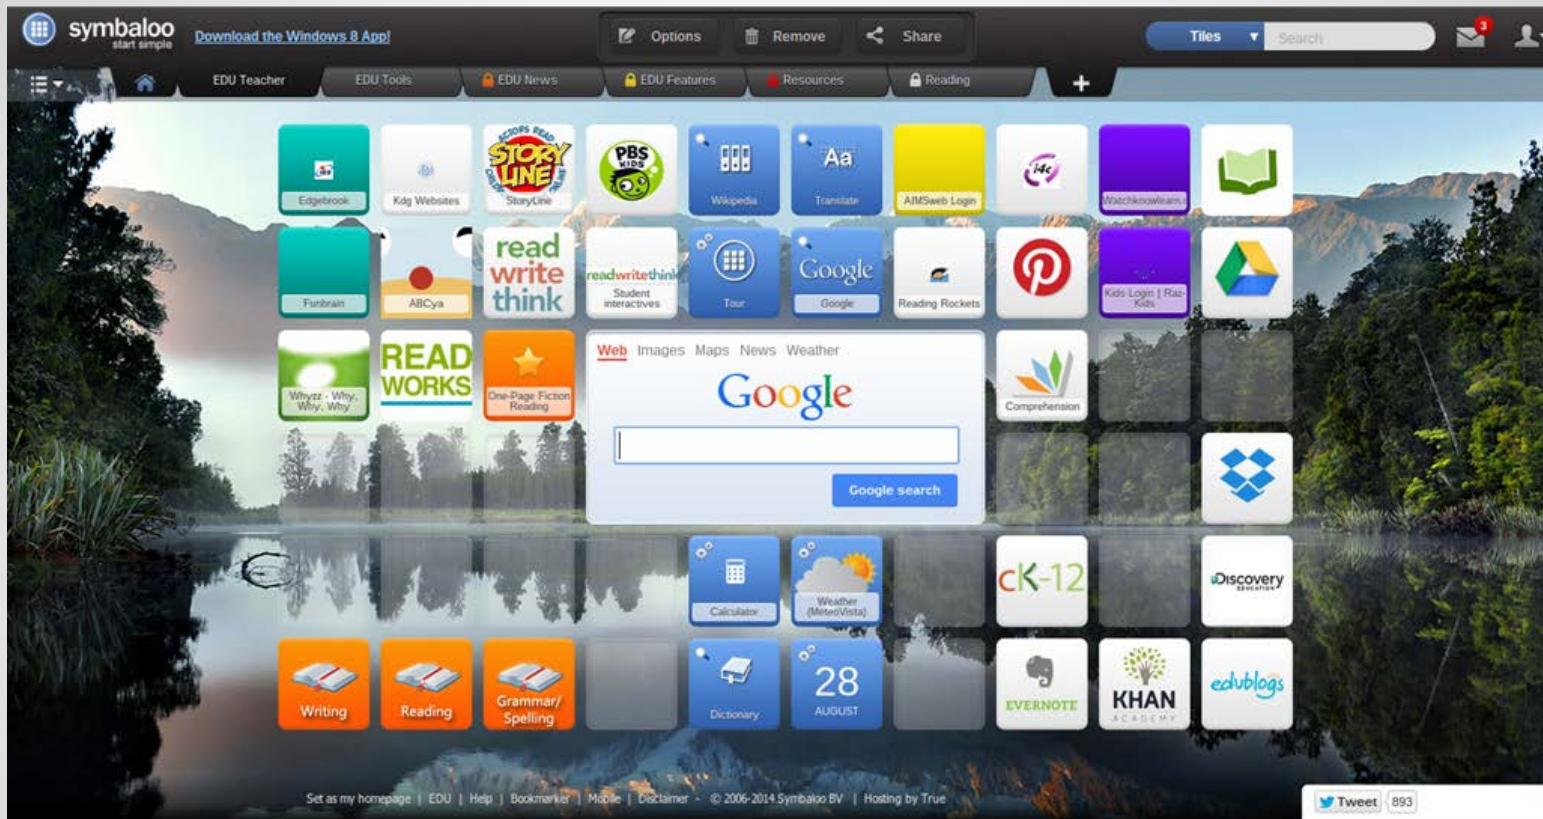 symbaloo
start simple
Download the Windows 8 App!
Options
Remove
Share
Tiles
Search
3
EDU Teacher
EDU Tools
EDU News
EDU Features
Resources
Reading
+
Edgebrook
Kdg Websites
ACTORS READ
STORY
LINE
StoryLine
PBS
KIDS
Wikipedia
Aa
Translate
AIMSweb Login
i4c
Watchknowlearn.
Funbrain
ABCya
read
write
think
readwritethink
Student
interactives
Tour
Google
Google
Reading Rockets
Kids Login | Raz-
Kids
Whyzz - Why,
Why, Why
READ
WORKS
One-Page Fiction
Reading
Web Images Maps News Weather
Google
Google search
Comprehension
Calculator
Weather
(MeteoVista)
cK-12
Discovery
EDUCATION
Writing
Reading
Grammar/
Spelling
Dictionary
28
AUGUST
EVERNOTE
KHAN
ACADEMY
edublogs
Set as my homepage | EDU | Help | Bookmarker | Mobile | Disclaimer - © 2006-2014 Symbaloo BV | Hosting by True
Tweet 893